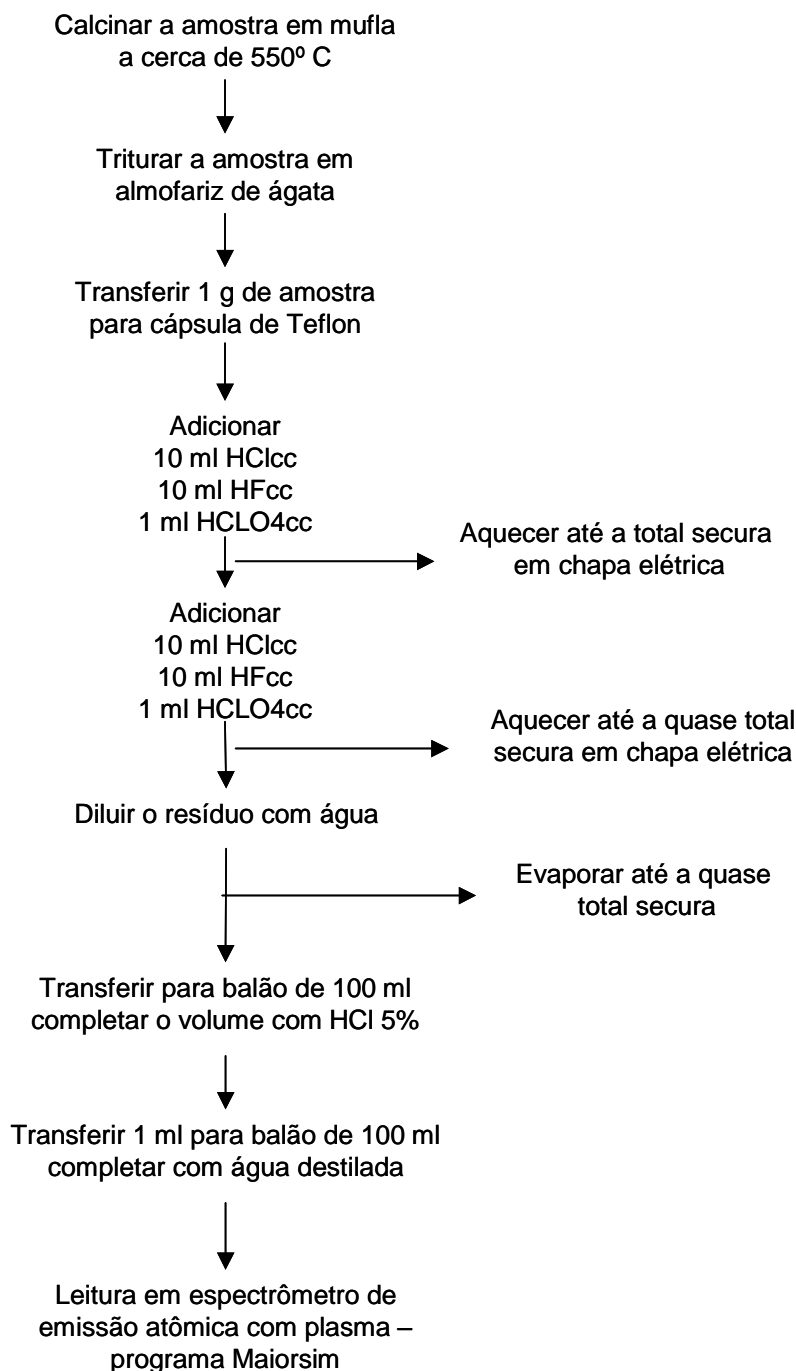 Calcinar a amostra em mufla
a cerca de 550º C
Triturar a amostra em
almofariz de ágata
Transferir 1 g de amostra
para cápsula de Teflon
Adicionar
10 ml HClcc
10 ml HFcc
1 ml HCLO4cc
Aquecer até a total secura
em chapa elétrica
Adicionar
10 ml HClcc
10 ml HFcc
1 ml HCLO4cc
Aquecer até a quase total
secura em chapa elétrica
Diluir o resíduo com água
Evaporar até a quase
total secura
Transferir para balão de 100 ml
completar o volume com HCl 5%
Transferir 1 ml para balão de 100 ml
completar com água destilada
Leitura em espectrômetro de
emissão atômica com plasma –
programa Maiorsim